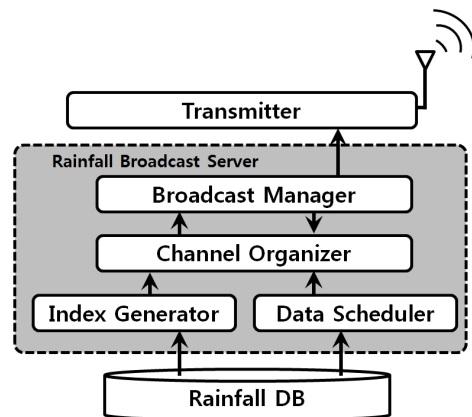 Transmitter
Rainfall Broadcast Server
Broadcast Manager
Channel Organizer
Index Generator
Data Scheduler
Rainfall DB